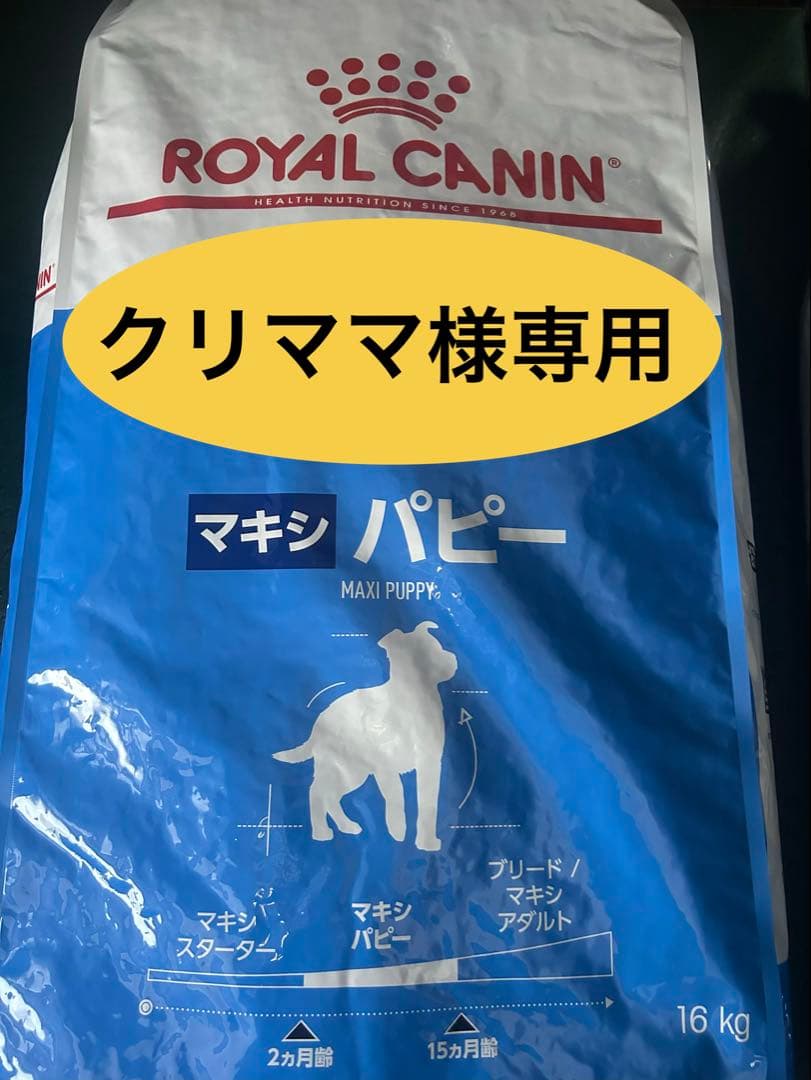 ROYAL CANIN®
HEALTH NUTRITION SINCE 1968
IN®
クリママ様専用
マキシ パピー
MAXI PUPPY
ブリード /
マキシ
アダルト
マキシ
パピー
マキシ
スターター
16 kg
2ヵ月齢
15ヵ月齢